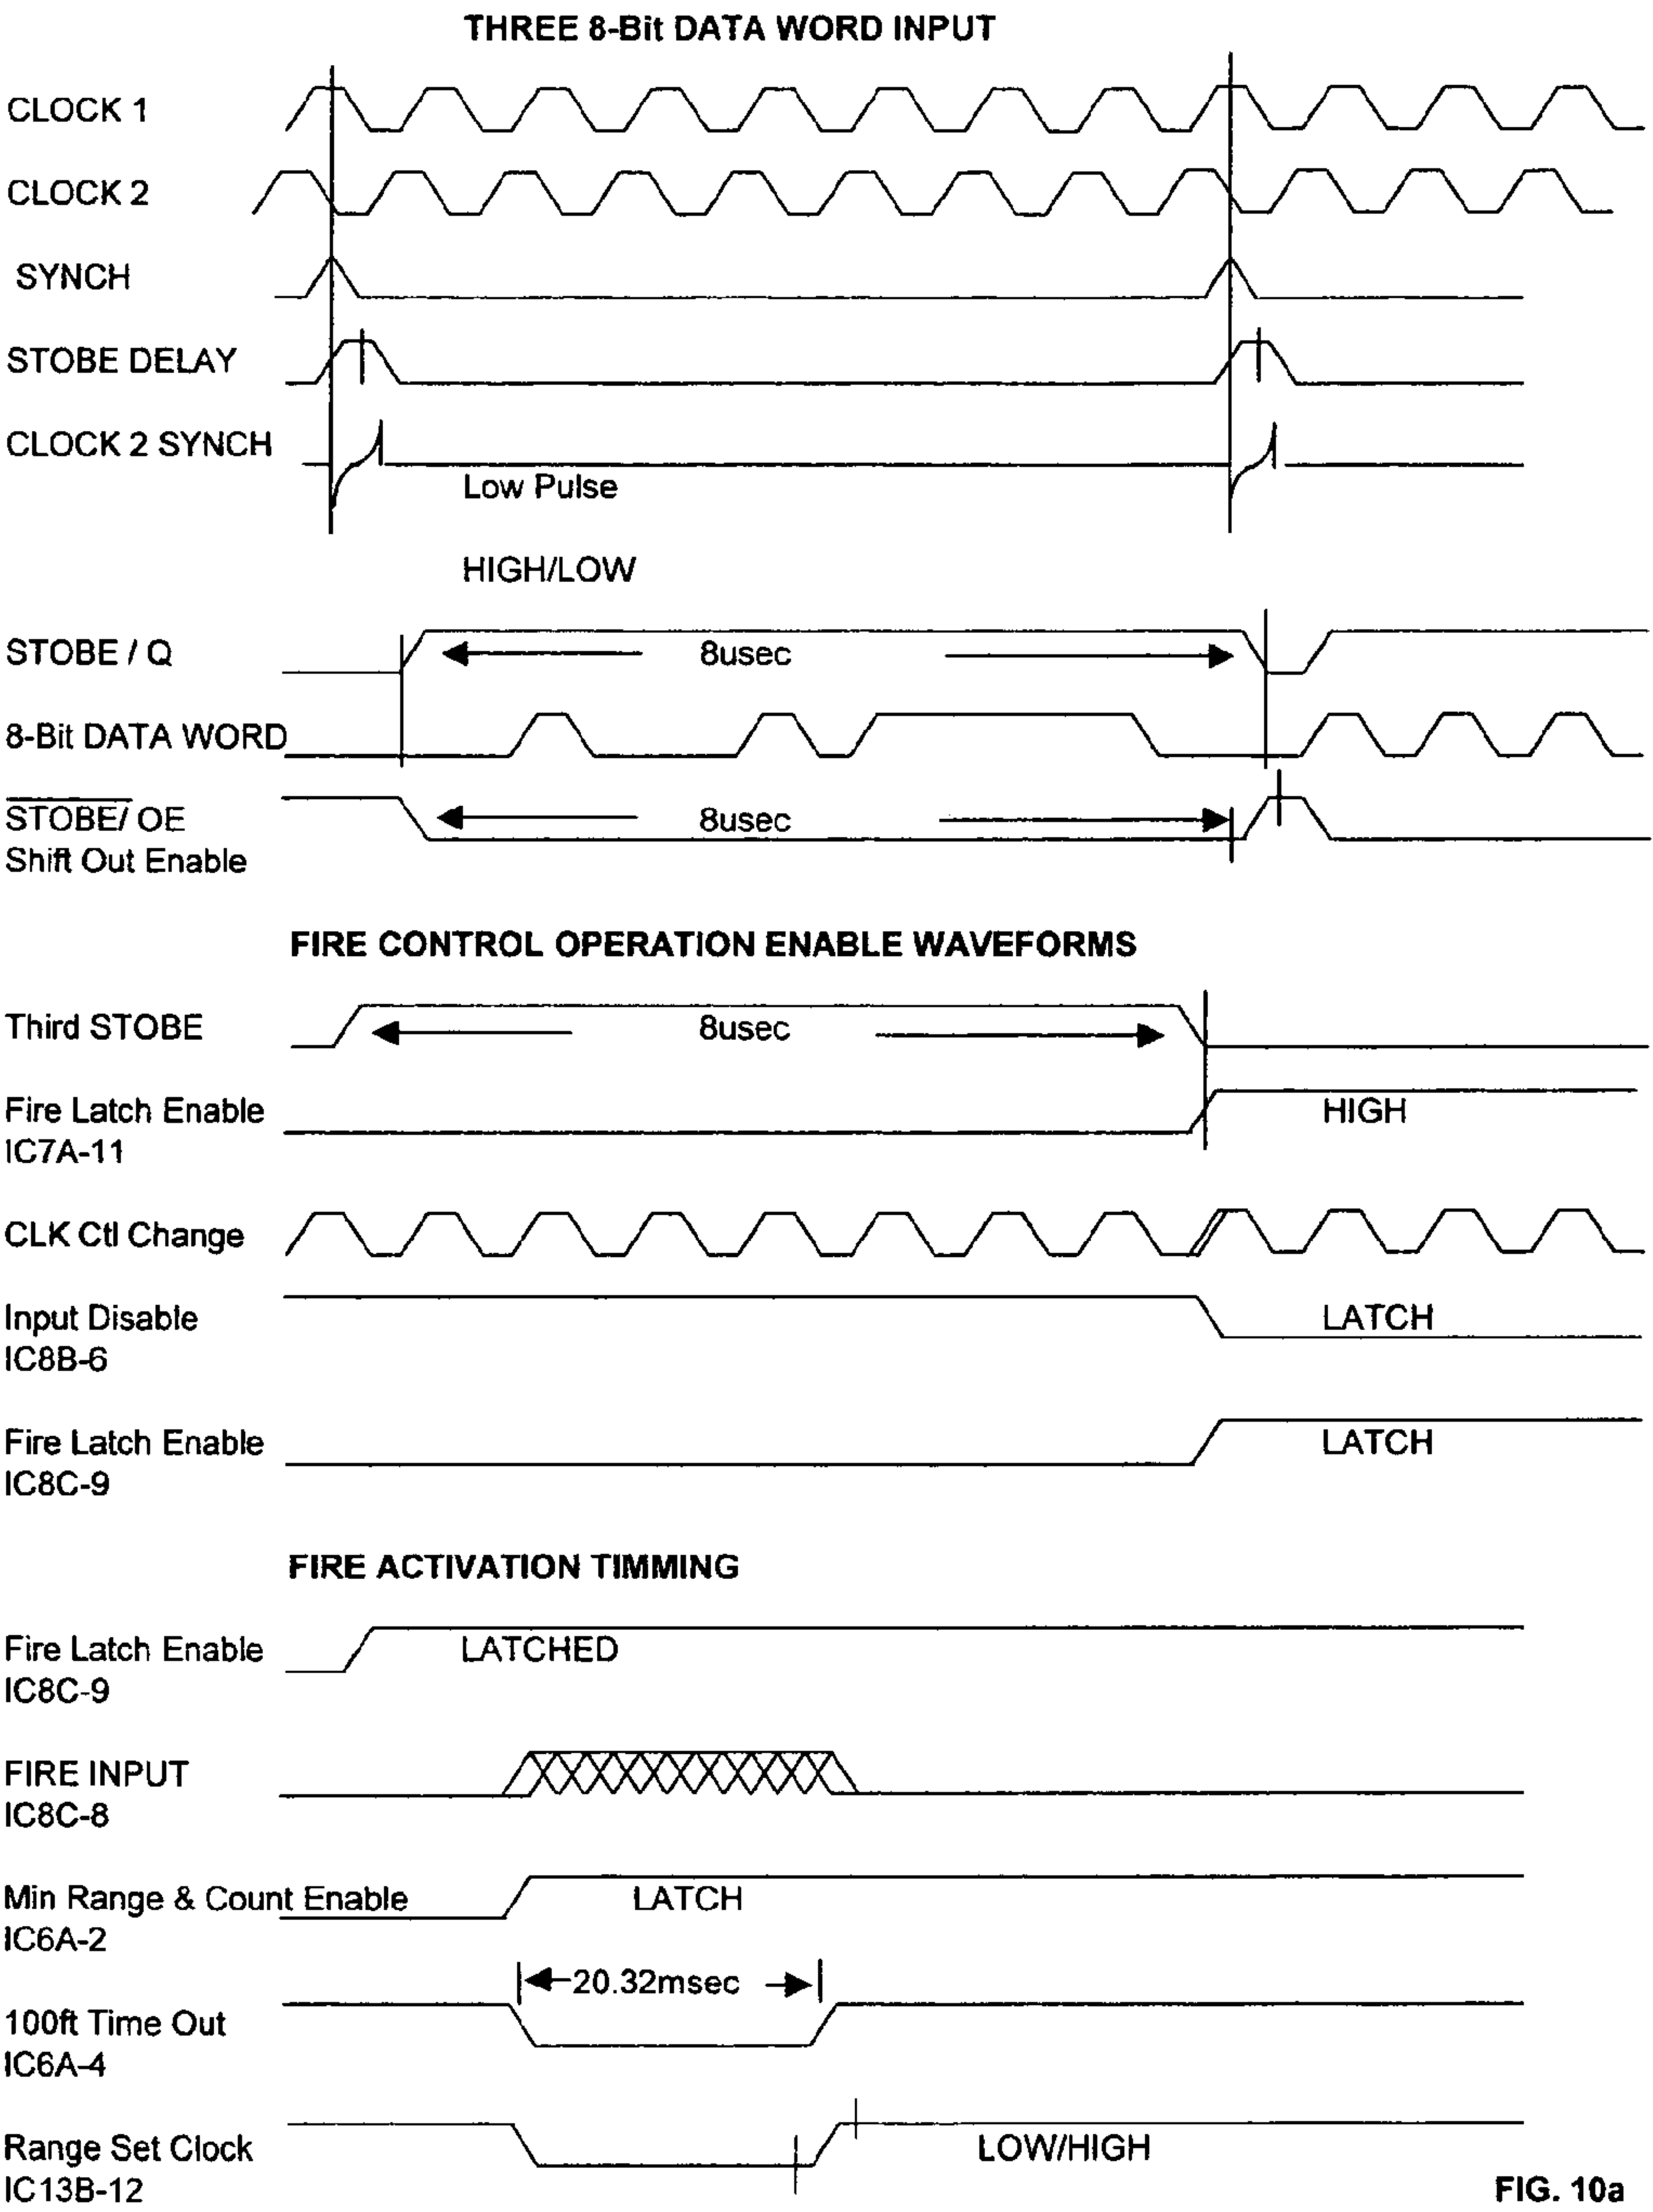 THREE 8-Bit DATA WORD INPUT
CLOCK 1
CLOCK 2
SYNCH
STOBE DELAY
CLOCK 2 SYNCH
Low Pulse
HIGH/LOW
STOBE / Q
8usec
8-Bit DATA WORD
STOBE/ OE
8usec
Shift Out Enable
FIRE CONTROL OPERATION ENABLE WAVEFORMS
Third STOBE
8usec
Fire Latch Enable
HIGH
IC7A-11
CLK Ctl Change
Input Disable
LATCH
IC8B-6
Fire Latch Enable
LATCH
IC8C-9
FIRE ACTIVATION TIMMING
Fire Latch Enable
LATCHED
IC8C-9
FIRE INPUT
IC8C-8
Min Range & Count Enable
LATCH
IC6A-2
20.32msec
100ft Time Out
IC6A-4
Range Set Clock
LOW/HIGH
IC13B-12
FIG. 10a